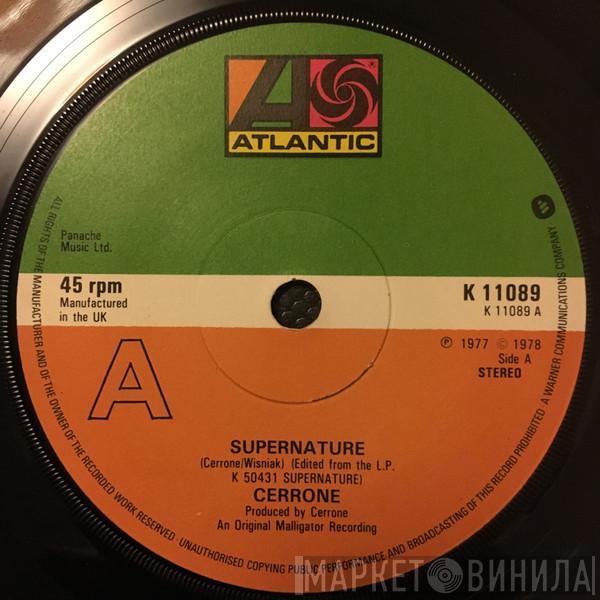 ATLANTIC
Panache
Music Ltd.
45 rpm
Manufactured
in the UK
K 11089
K 11089 A
℗ 1977 © 1978
Side A
STEREO
A
SUPERNATURE
(Cerrone/Wisniak) (Edited from the L.P.
K 50431 SUPERNATURE)
CERRONE
Produced by Cerrone
An Original Malligator Recording
ALL RIGHTS OF THE MANUFACTURER AND OF THE OWNER OF THE RECORDED WORK RESERVED UNAUTHORISED COPYING PUBLIC PERFORMANCE AND BROADCASTING OF THIS RECORD PROHIBITED A WARNER COMMUNICATIONS COMPANY
МАРКЕТ ВИНИЛА